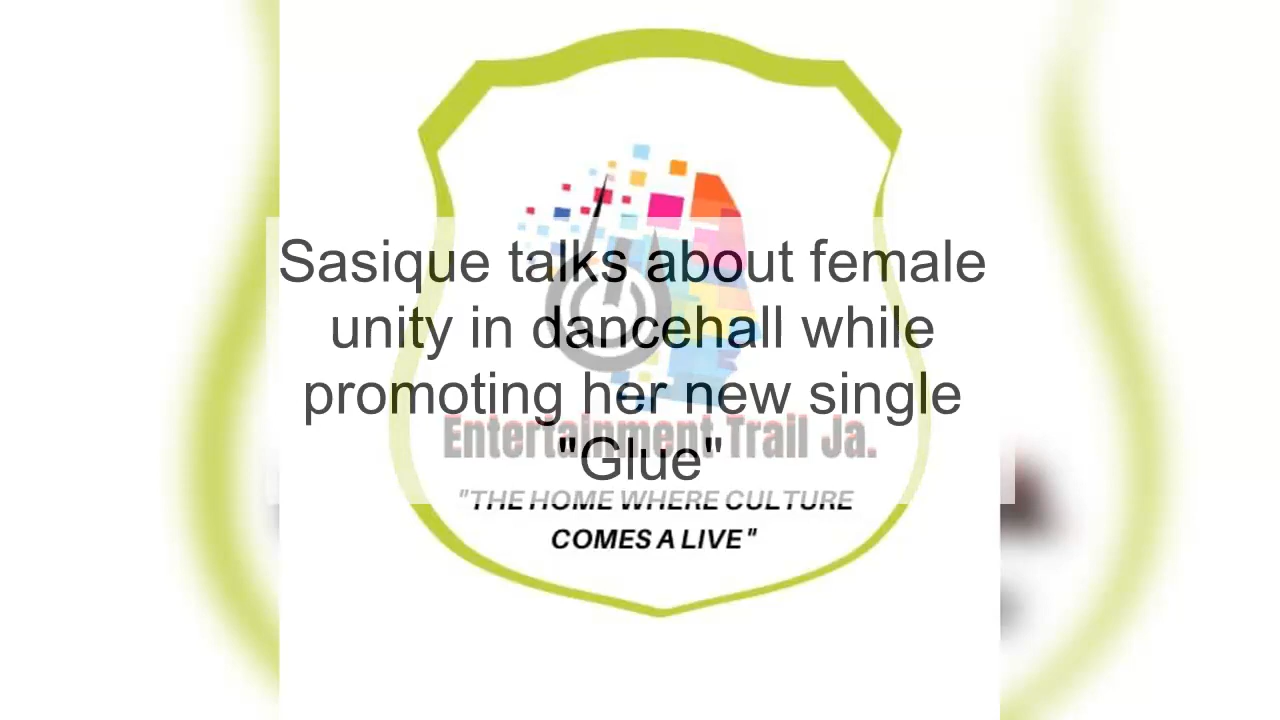 Sasique talks about female
unity in dancehall while
promoting her new single
"Glue"
Entertainment Trail Ja.
"THE HOME WHERE CULTURE
COMES A LIVE"